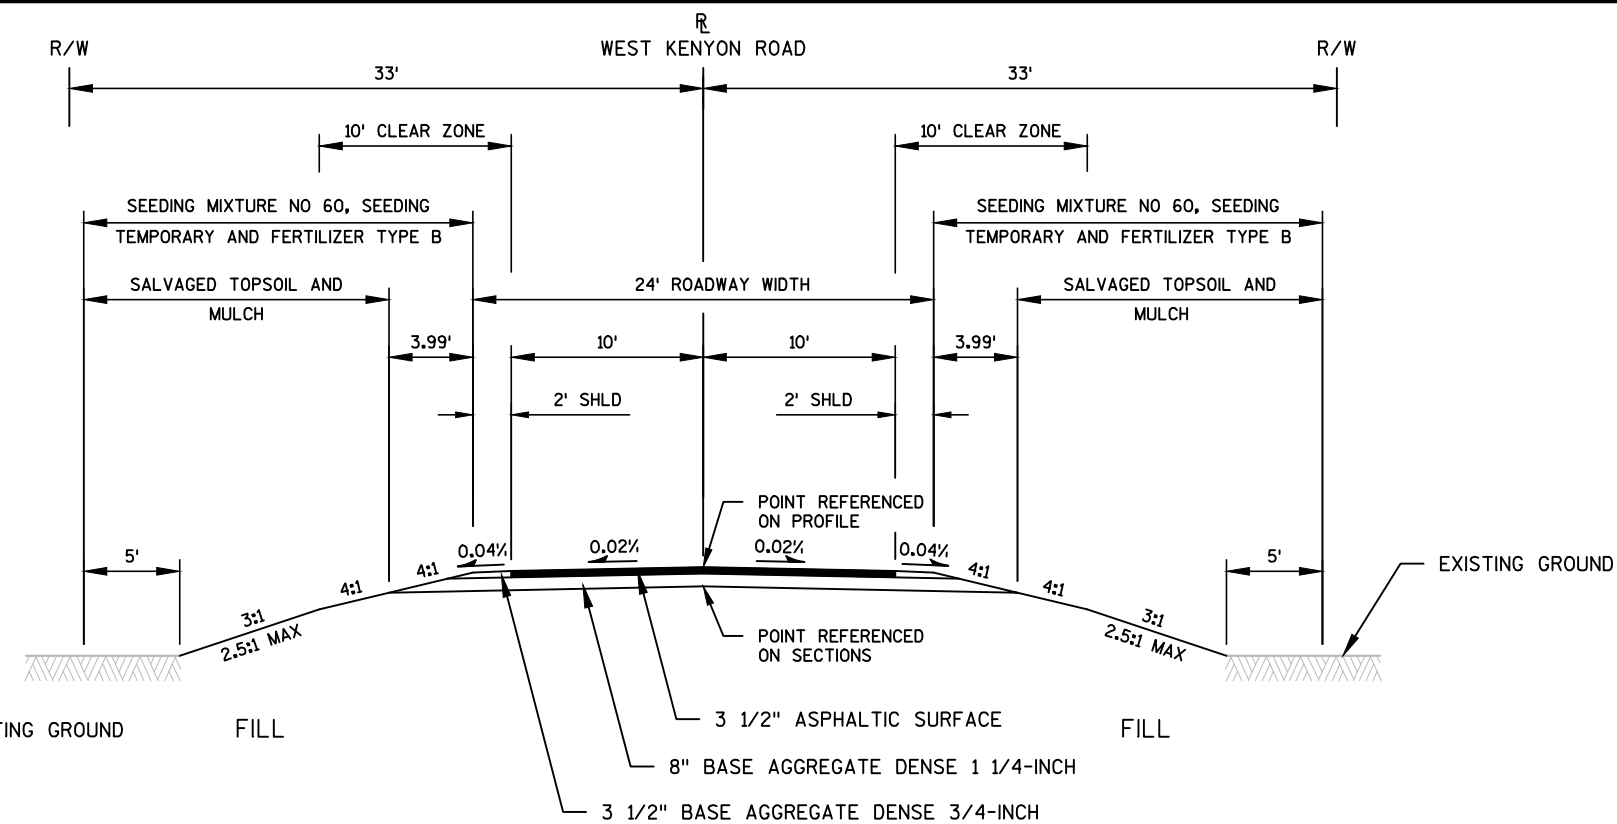 R/L
R/W
WEST KENYON ROAD
R/W
33'
33'
10' CLEAR ZONE
10' CLEAR ZONE
SEEDING MIXTURE NO 60, SEEDING
TEMPORARY AND FERTILIZER TYPE B
SEEDING MIXTURE NO 60, SEEDING
TEMPORARY AND FERTILIZER TYPE B
SALVAGED TOPSOIL AND
MULCH
24' ROADWAY WIDTH
SALVAGED TOPSOIL AND
MULCH
3.99'
10'
10'
3.99'
2' SHLD
2' SHLD
POINT REFERENCED
ON PROFILE
0.04%
0.02%
0.02%
0.04%
5'
5'
EXISTING GROUND
4:1
4:1
4:1
4:1
3:1
2.5:1 MAX
3:1
2.5:1 MAX
POINT REFERENCED
ON SECTIONS
TING GROUND
FILL
3 1/2" ASPHALTIC SURFACE
FILL
8" BASE AGGREGATE DENSE 1 1/4-INCH
3 1/2" BASE AGGREGATE DENSE 3/4-INCH